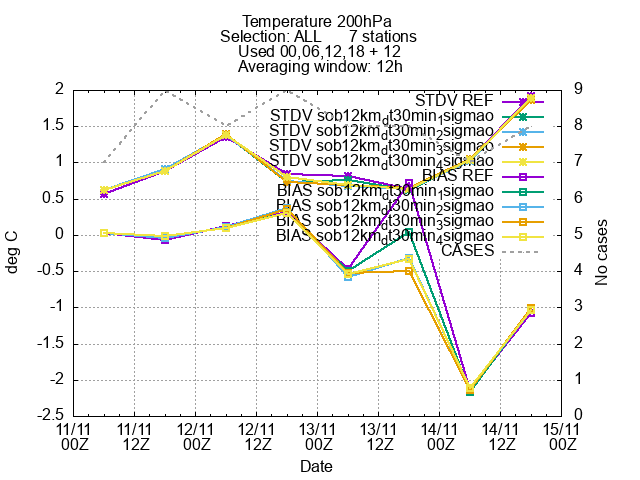 Temperature 200hPa
Selection: ALL 7 stations
Used 00,06,12,18 + 12
Averaging window: 12h
STDV REF
STDV sob12km_dt30min_1sigmao
STDV sob12km_dt30min_2sigmao
STDV sob12km_dt30min_3sigmao
STDV sob12km_dt30min_4sigmao
BIAS REF
BIAS sob12km_dt30min_1sigmao
BIAS sob12km_dt30min_2sigmao
BIAS sob12km_dt30min_3sigmao
BIAS sob12km_dt30min_4sigmao
CASES
2
1.5
1
0.5
0
-0.5
-1
-1.5
-2
-2.5
deg C
9
8
7
6
5
4
3
2
1
0
No cases
11/11 11/11 12/11 12/11 13/11 13/11 14/11 14/11 15/11
00Z 12Z 00Z 12Z 00Z 12Z 00Z 12Z 00Z
Date